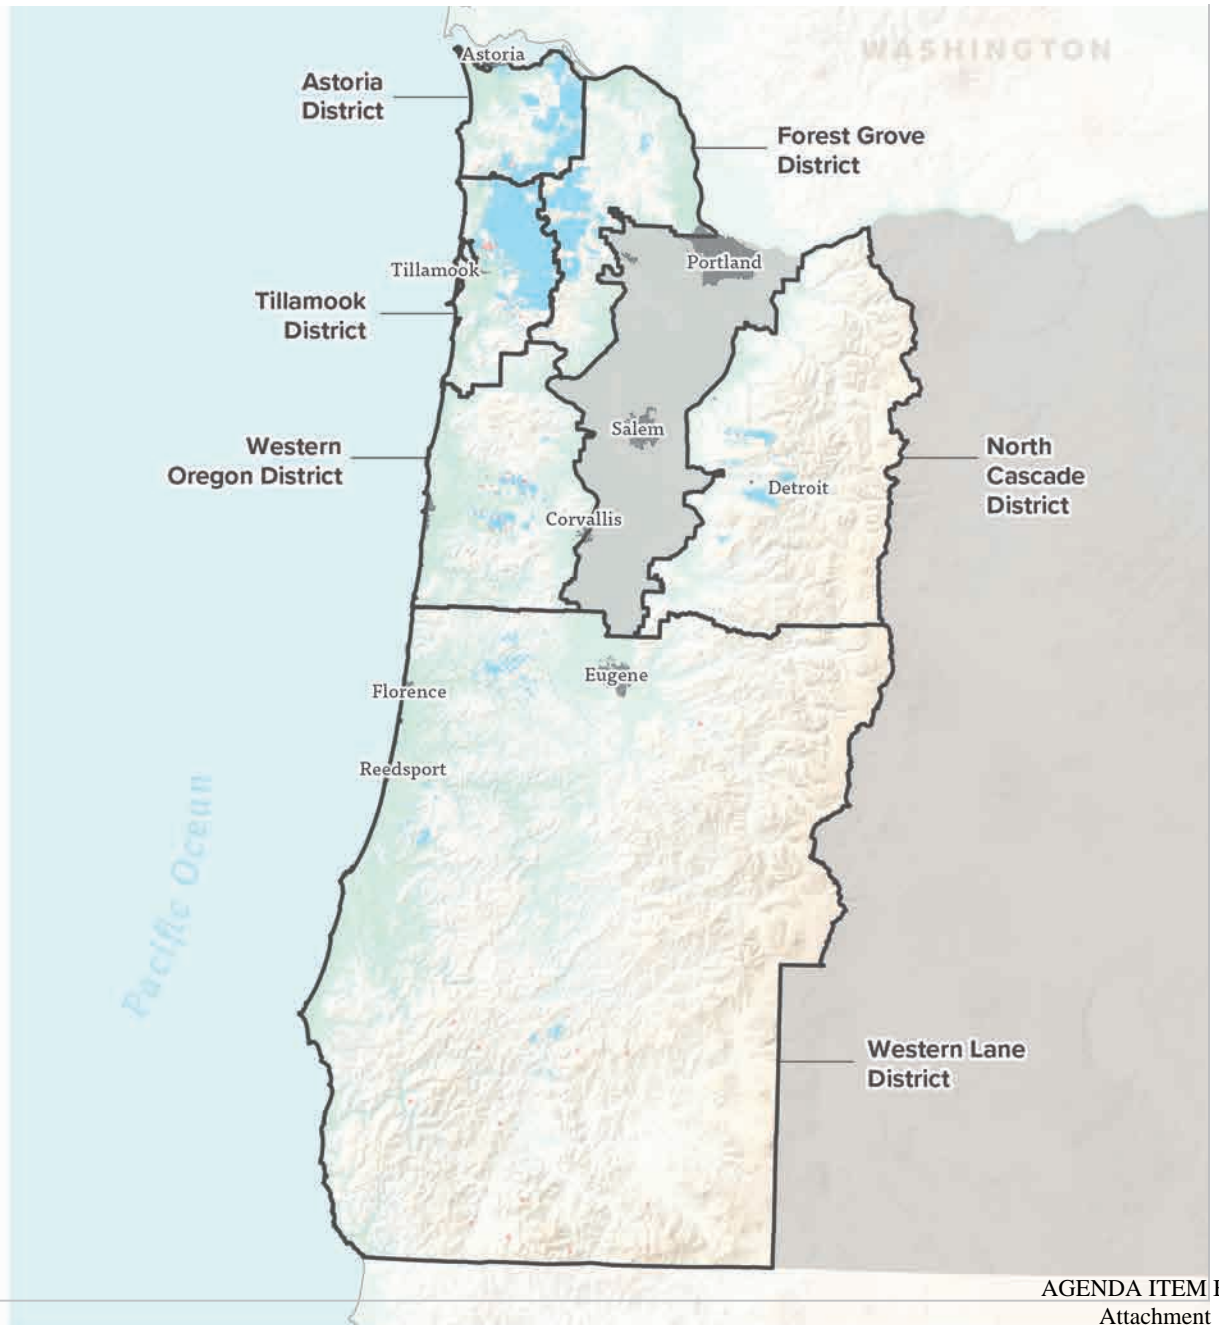 WASHINGTON
Astoria
Astoria
District
Forest Grove
District
Portland
Tillamook
Tillamook
District
Salem
Western
Oregon District
North
Cascade
District
Detroit
Corvallis
Eugene
Florence
Reedsport
Pacific Ocean
Western Lane
District
AGENDA ITEM
Attachment